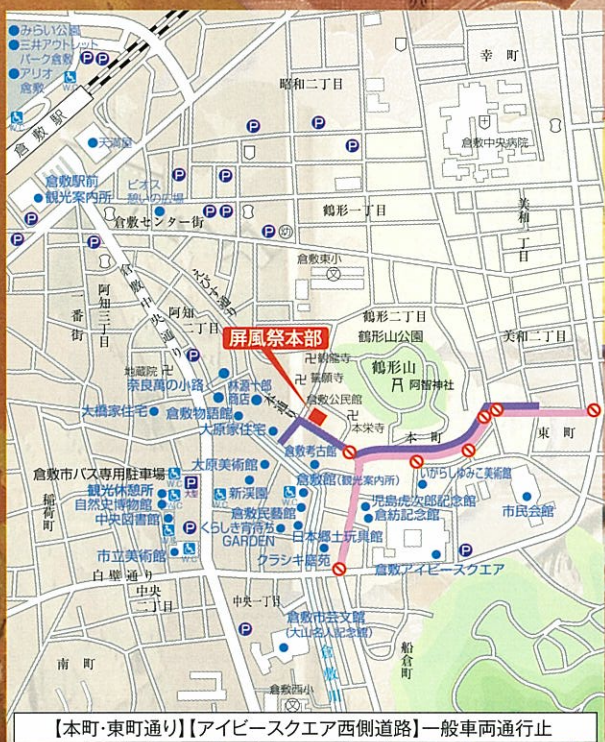 みらい公園
三井アウトレット
パーク倉敷
アリオ
倉敷
W.C
倉敷駅
天満屋
倉敷駅前
観光案内所
ビオス
憩いの広場
倉敷センター街
昭和二丁目
幸町
倉敷中央病院
鶴形一丁目
美和一丁目
倉敷東小
えびす通り
倉敷中央通り
一番街
阿知三丁目
阿知
二丁目
鶴形二丁目
鶴形山公園
美和二丁目
屏風祭本部
観龍寺
誓願寺
鶴形山
阿智神社
地蔵院
奈良萬の小路
林源十郎
商店
本通り
倉敷公民館
本栄寺
大橋家住宅
倉敷物語館
大原家住宅
本町
東町
倉敷考古館
大原美術館
倉敷館(観光案内所)
いがらしゆみこ美術館
倉敷市バス専用駐車場
観光休憩所
自然史博物館
中央図書館
稲荷町
大型
新渓園
児島虎次郎記念館
倉紡記念館
市民会館
倉敷民藝館
くらしき宵待ち
GARDEN
日本郷土玩具館
市立美術館
クラシキ庭苑
倉敷アイビースクエア
白壁通り
中央
二丁目
中央一丁目
倉敷市芸文館
(大山名人記念館)
倉敷川
船倉町
南町
倉敷西小
【本町・東町通り】【アイビースクエア西側道路】一般車両通行止